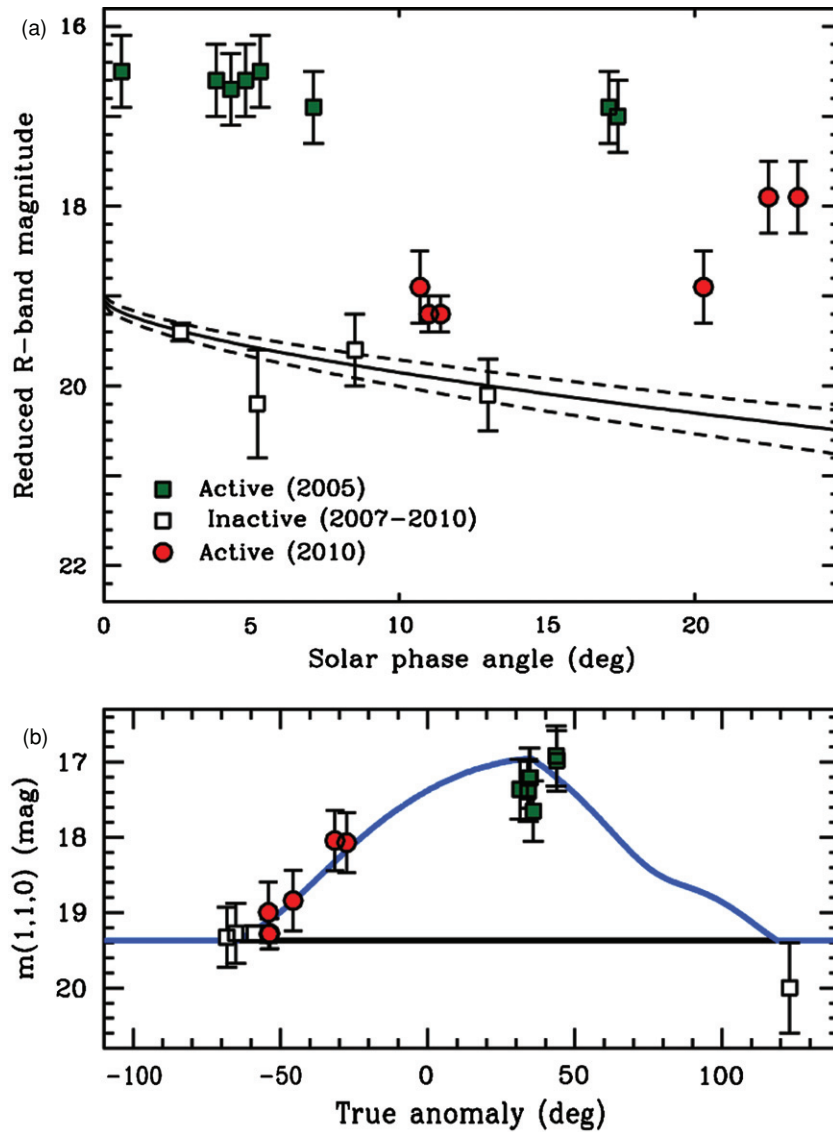 (a)
16
18
20
22
Reduced R-band magnitude
Active (2005)
Inactive (2007-2010)
Active (2010)
0 5 10 15 20
Solar phase angle (deg)
(b)
17
18
19
20
m(1,1,0) (mag)
-100 -50 0 50 100
True anomaly (deg)